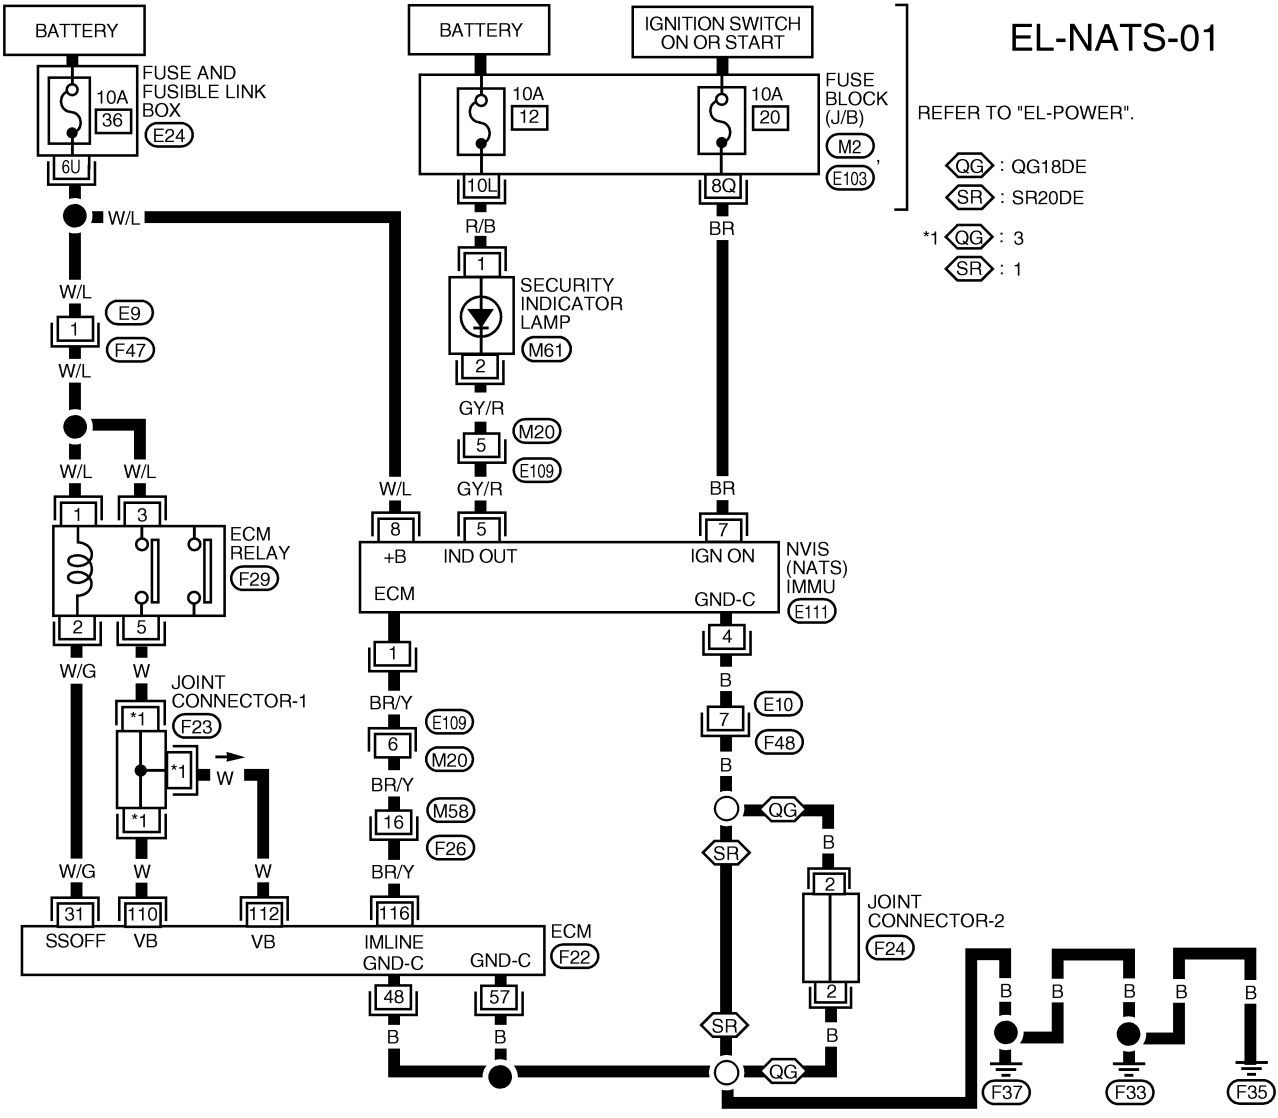 BATTERY
BATTERY
IGNITION SWITCH
ON OR START
EL-NATS-01
FUSE AND
FUSIBLE LINK
BOX
E24
10A
36
10A
12
10A
20
FUSE
BLOCK
(J/B)
M2
,
E103
REFER TO "EL-POWER".
QG : QG18DE
SR : SR20DE
*1 QG : 3
SR : 1
6U
10L
8Q
W/L
R/B
BR
W/L
1
E9
F47
W/L
1
SECURITY
INDICATOR
LAMP
M61
2
GY/R
5
M20
E109
W/L
W/L
W/L
GY/R
BR
1
3
ECM
RELAY
F29
8
5
7
+B
IND OUT
IGN ON
ECM
GND-C
NVIS
(NATS)
IMMU
E111
2
5
1
4
W/G
W
BR/Y
B
JOINT
CONNECTOR-1
F23
*1
*1
W
*1
6
E109
M20
7
E10
F48
BR/Y
B
16
M58
F26
QG
SR
B
W/G
W
W
BR/Y
2
JOINT
CONNECTOR-2
F24
31
110
112
116
SSOFF
VB
VB
IMLINE
GND-C
GND-C
ECM
F22
48
57
2
B
B
SR
B
QG
B
B
B
B
B
F37
F33
F35